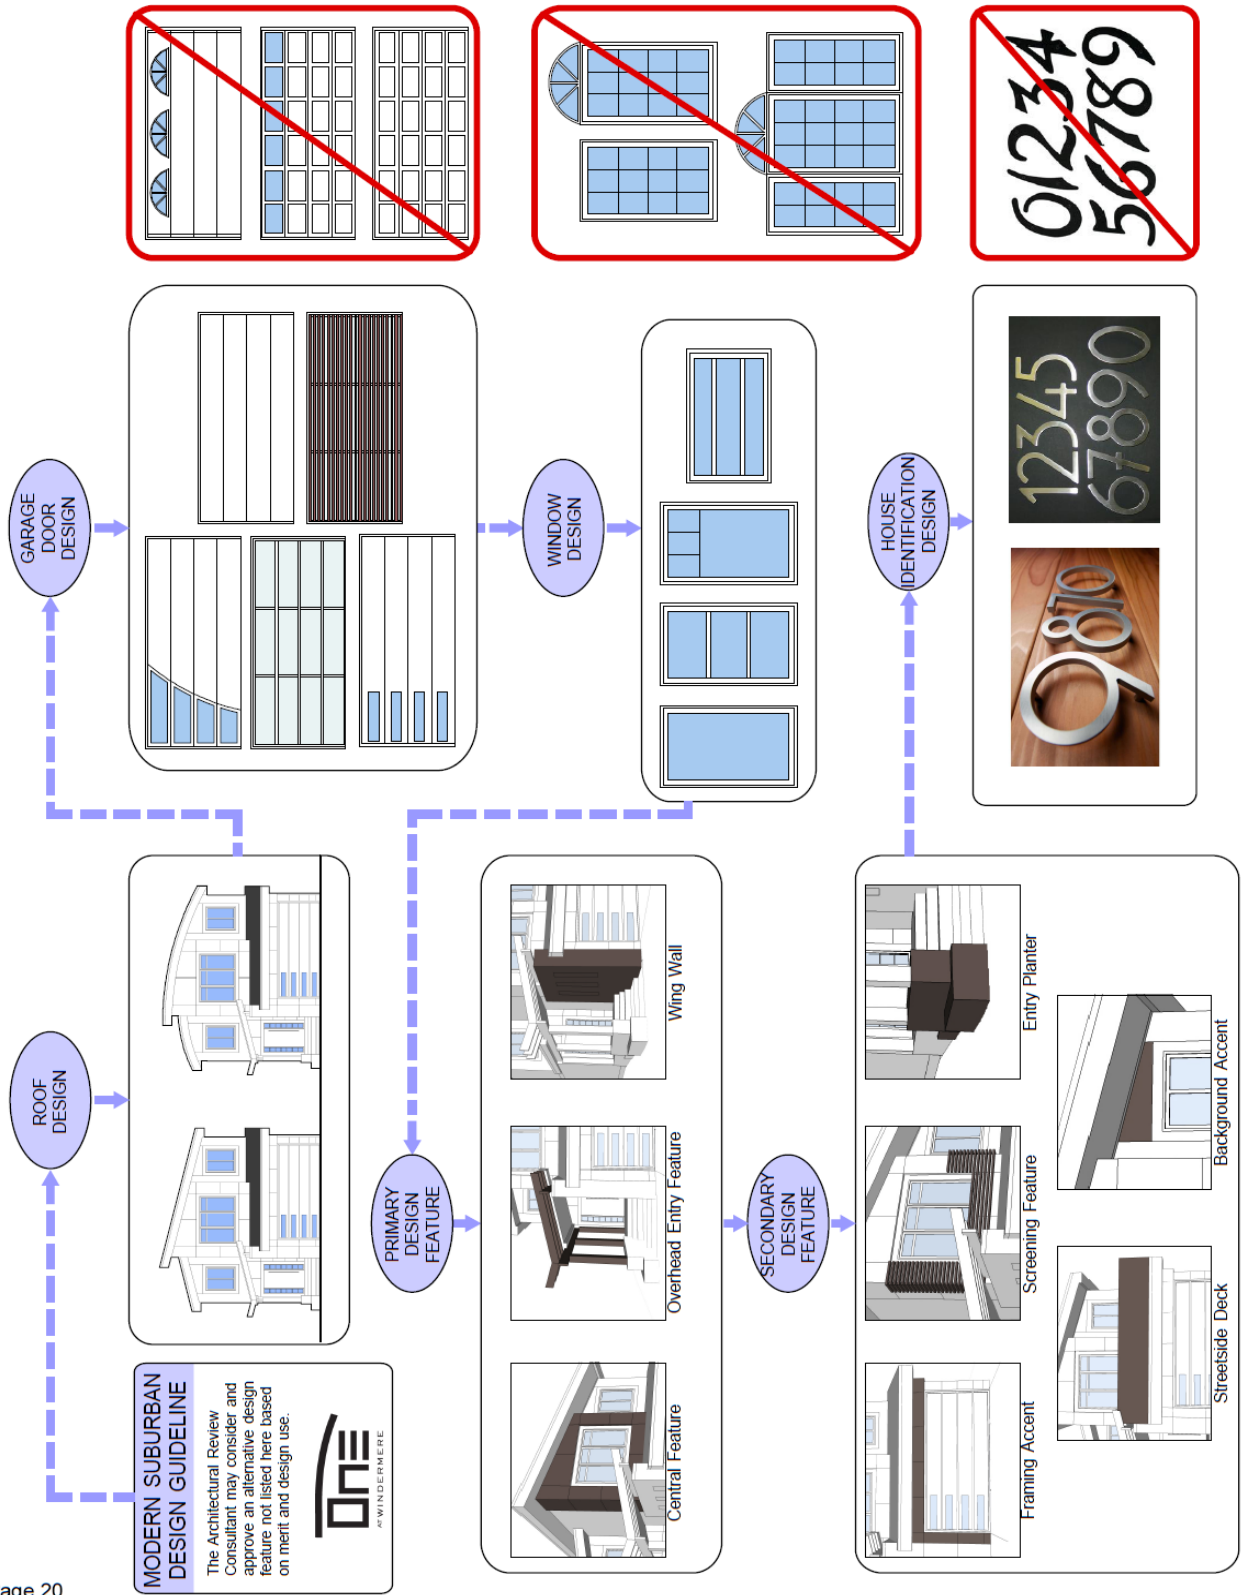 MODERN SUBURBAN
DESIGN GUIDELINE
The Architectural Review
Consultant may consider and
approve an alternative design
feature not listed here based
on merit and design use.
ONE
AT WINDERMERE
ROOF
DESIGN
GARAGE
DOOR
DESIGN
WINDOW
DESIGN
PRIMARY
DESIGN
FEATURE
Central Feature
Overhead Entry Feature
Wing Wall
SECONDARY
DESIGN
FEATURE
Framing Accent
Screening Feature
Entry Planter
Streetside Deck
Background Accent
HOUSE
IDENTIFICATION
DESIGN
9870
12345
67890
01234
56789
age 20